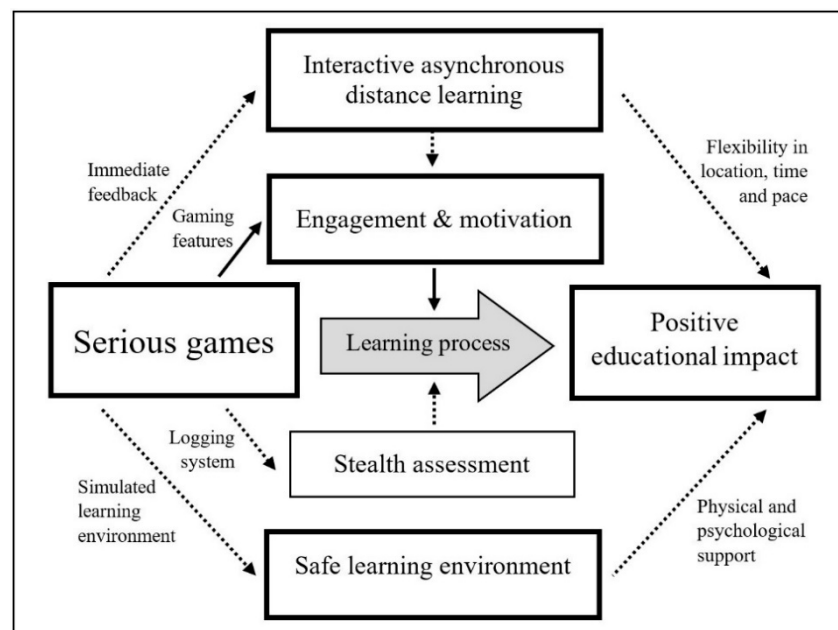 Interactive asynchronous
distance learning
Immediate
feedback
Flexibility in
location, time
and pace
Gaming
features
Engagement & motivation
Serious games
Learning process
Positive
educational impact
Logging
system
Stealth assessment
Simulated
learning
environment
Safe learning environment
Physical and
psychological
support